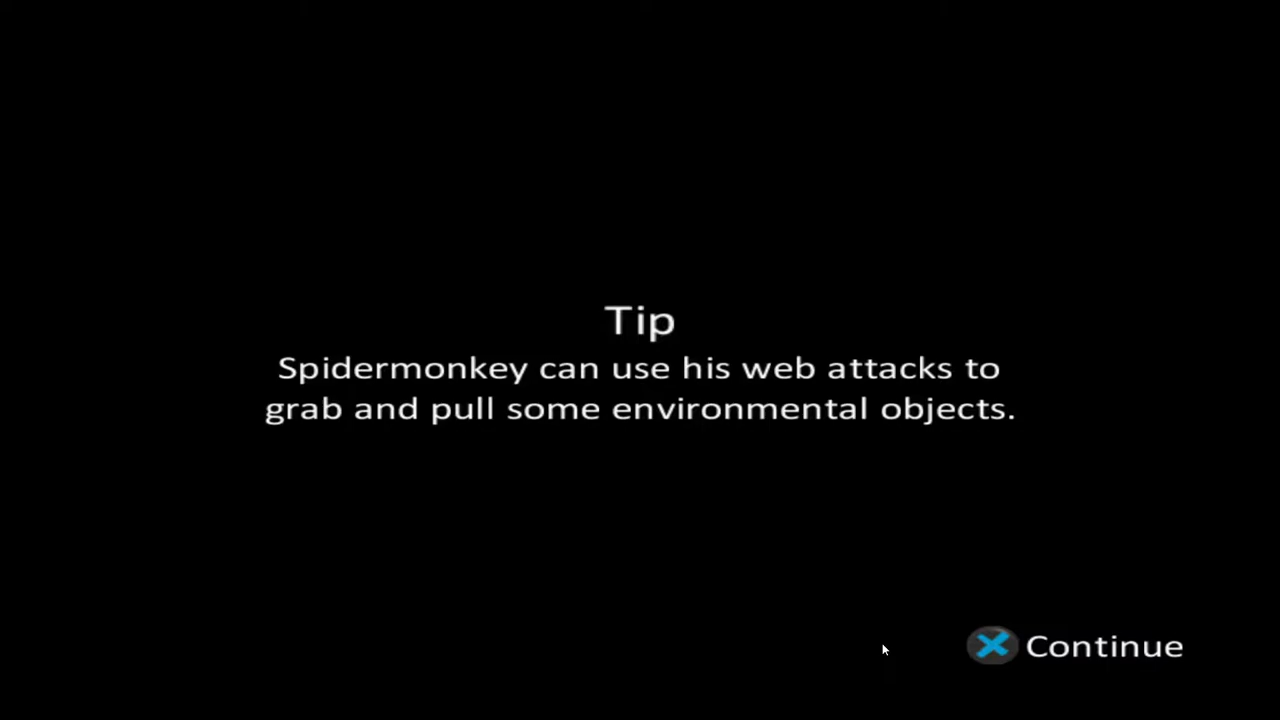 Tip
Spidermonkey can use his web attacks to
grab and pull some environmental objects.
Continue